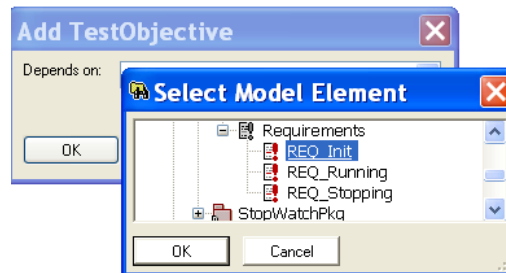 Add TestObjective
Depends on:
Select Model Element
Requirements
REQ_Init
REQ_Running
REQ_Stopping
StopWatchPkg
OK
OK
Cancel